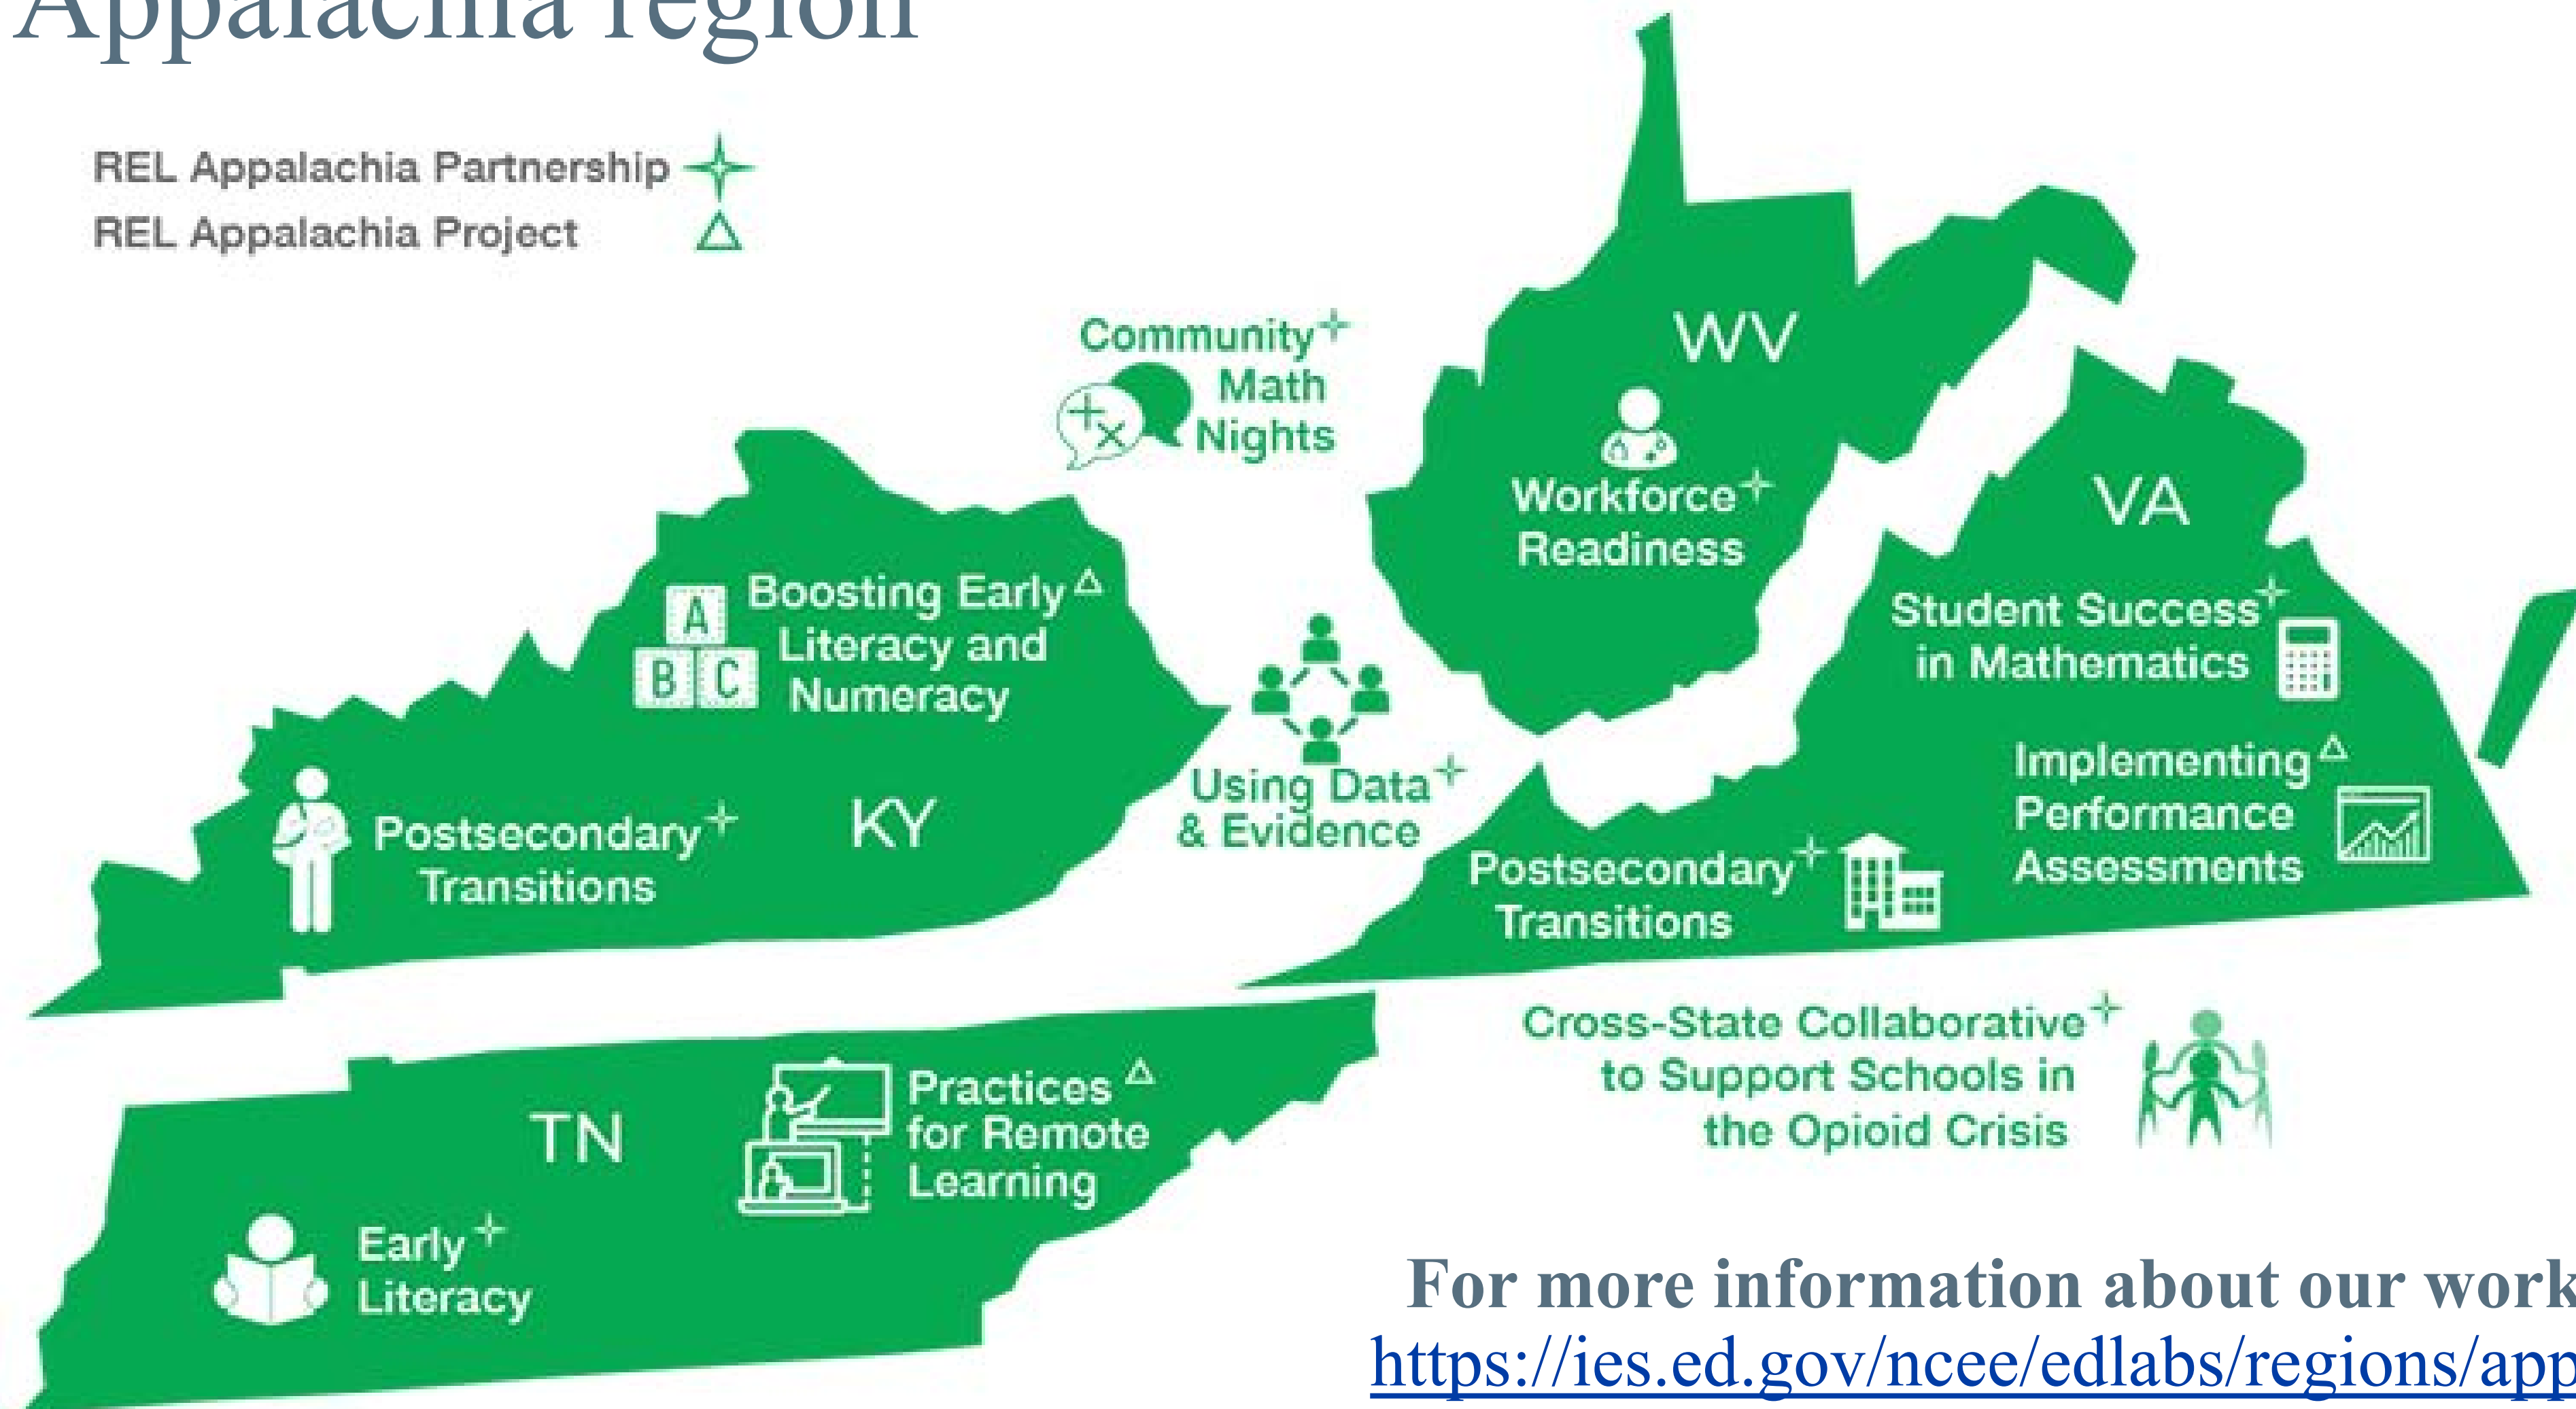 Appalachia region
REL Appalachia Partnership
REL Appalachia Project
Community
Math
Nights
WV
Workforce
Readiness
VA
Student Success
in Mathematics
Implementing
Performance
Assessments
Postsecondary
Transitions
A
B C
Boosting Early
Literacy and
Numeracy
Postsecondary
Transitions
KY
Using Data
& Evidence
TN
Practices
for Remote
Learning
Early
Literacy
Cross-State Collaborative
to Support Schools in
the Opioid Crisis
For more information about our work
https://ies.ed.gov/ncee/edlabs/regions/app